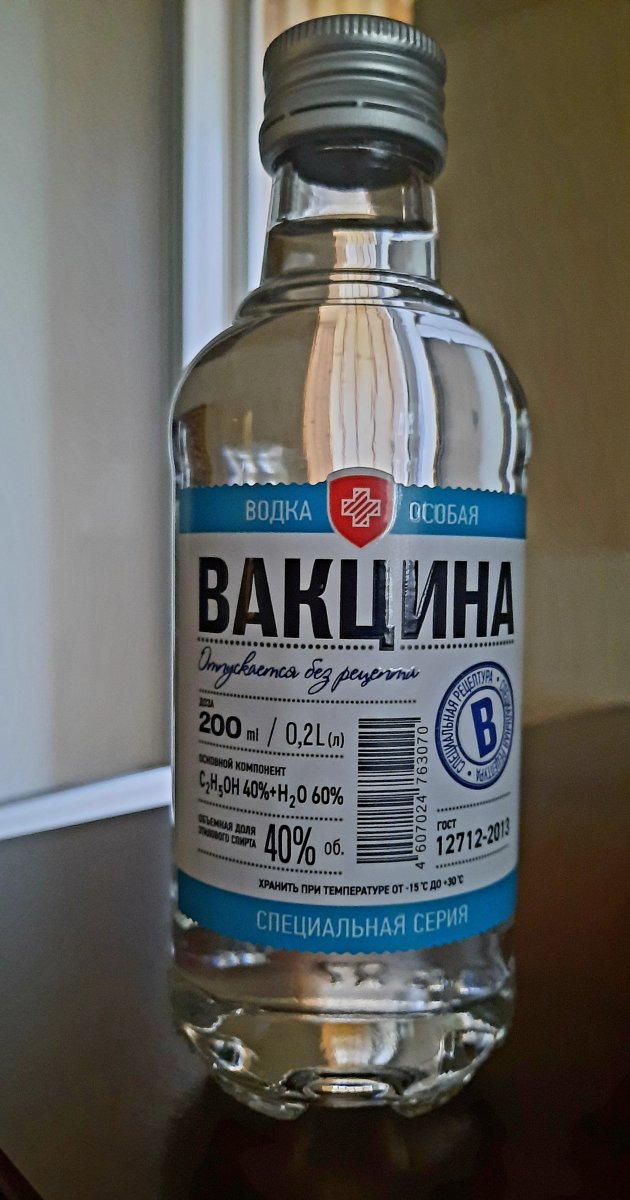 ВОДКА ОСОБАЯ
ВАКЦИНА
Отпускается без рецепта
ДОЗА
200 ml / 0,2L (л)
ОСНОВНОЙ КОМПОНЕНТ
C₂H₅OH 40%+H₂O 60%
ОБЪЕМНАЯ ДОЛЯ
ЭТИЛОВОГО СПИРТА
40% об.
4 607024 763070
СПЕЦИАЛЬНАЯ РЕЦЕПТУРА • СПЕЦИАЛЬНАЯ РЕЦЕПТУРА •
В
ГОСТ
12712-2013
ХРАНИТЬ ПРИ ТЕМПЕРАТУРЕ ОТ -15˚С ДО +30˚С
СПЕЦИАЛЬНАЯ СЕРИЯ